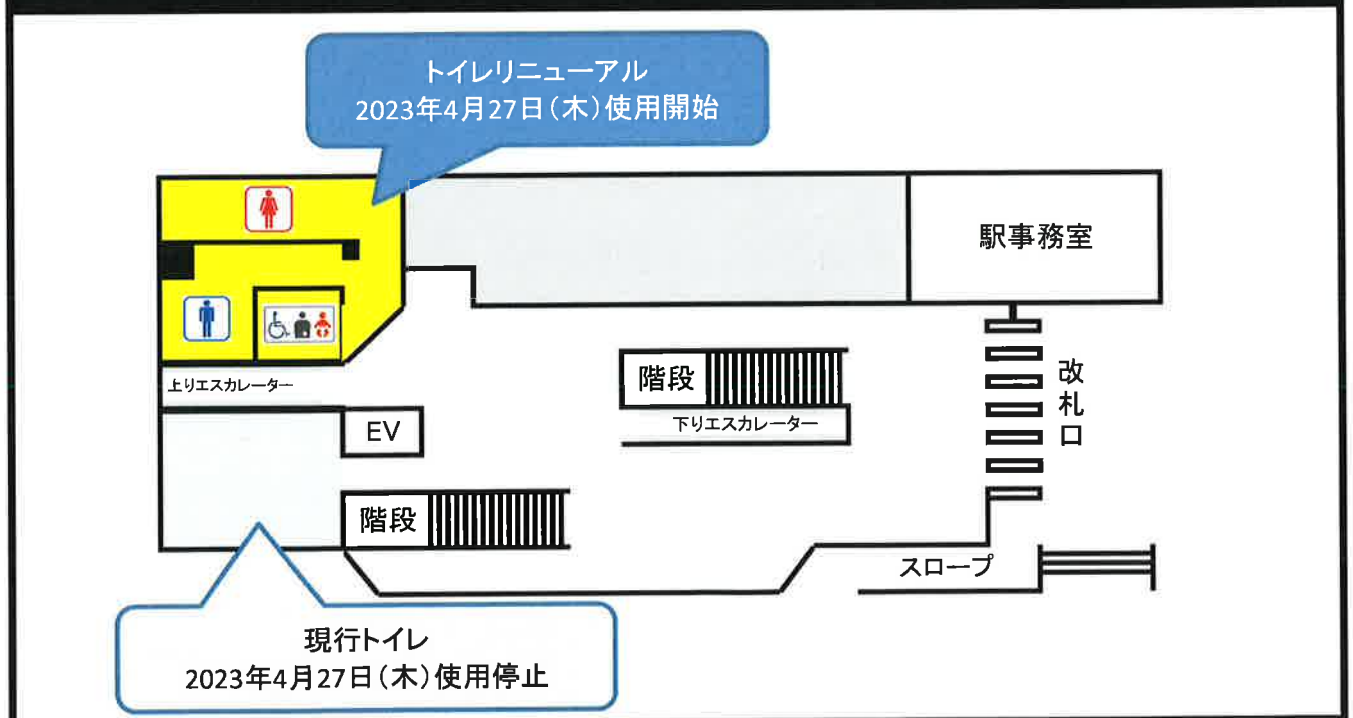 トイレリニューアル
2023年4月27日(木)使用開始
駅事務室
上りエスカレーター
階段
下りエスカレーター
改札口
EV
階段
スロープ
現行トイレ
2023年4月27日(木)使用停止